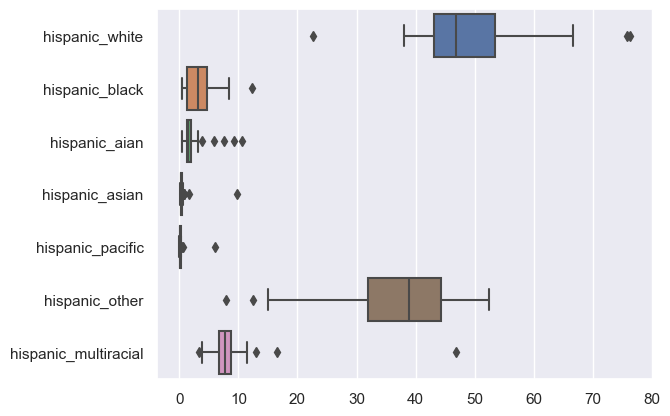 hispanic_white
hispanic_black
hispanic_aian
hispanic_asian
hispanic_pacific
hispanic_other
hispanic_multiracial
0 10 20 30 40 50 60 70 80